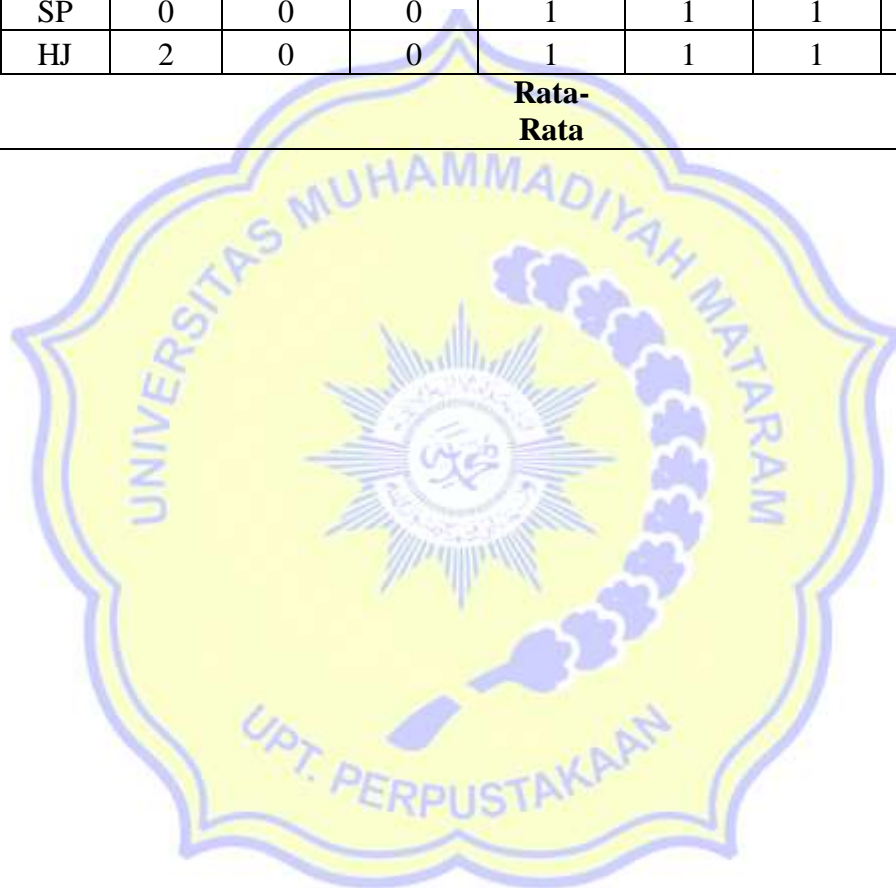 SP 0 0 0 1 1 1
HJ 2 0 0 1 1 1
Rata-
Rata
UNIVERSITAS MUHAMMADIYAH MATARAM
UPT. PERPUSTAKAAN